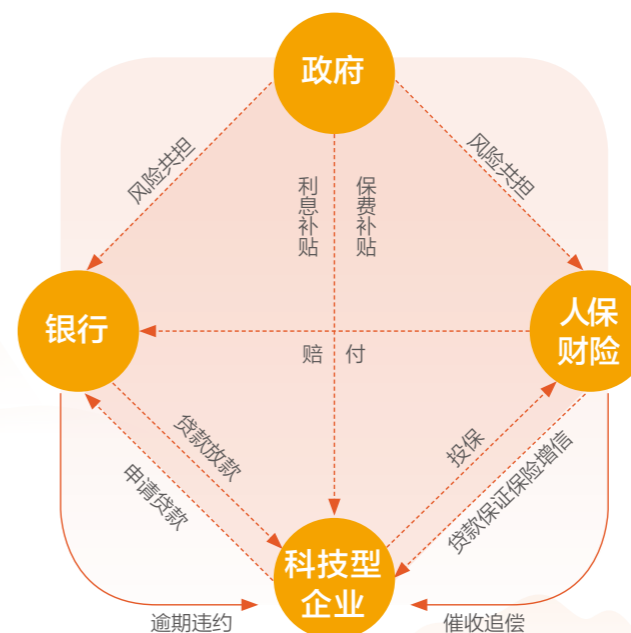 政府
风险共担
风险共担
利息补贴
保费补贴
银行
人保
财险
赔 付
贷款放款
申请贷款
投保
贷款保证保险增信
科技型
企业
逾期违约
催收追偿